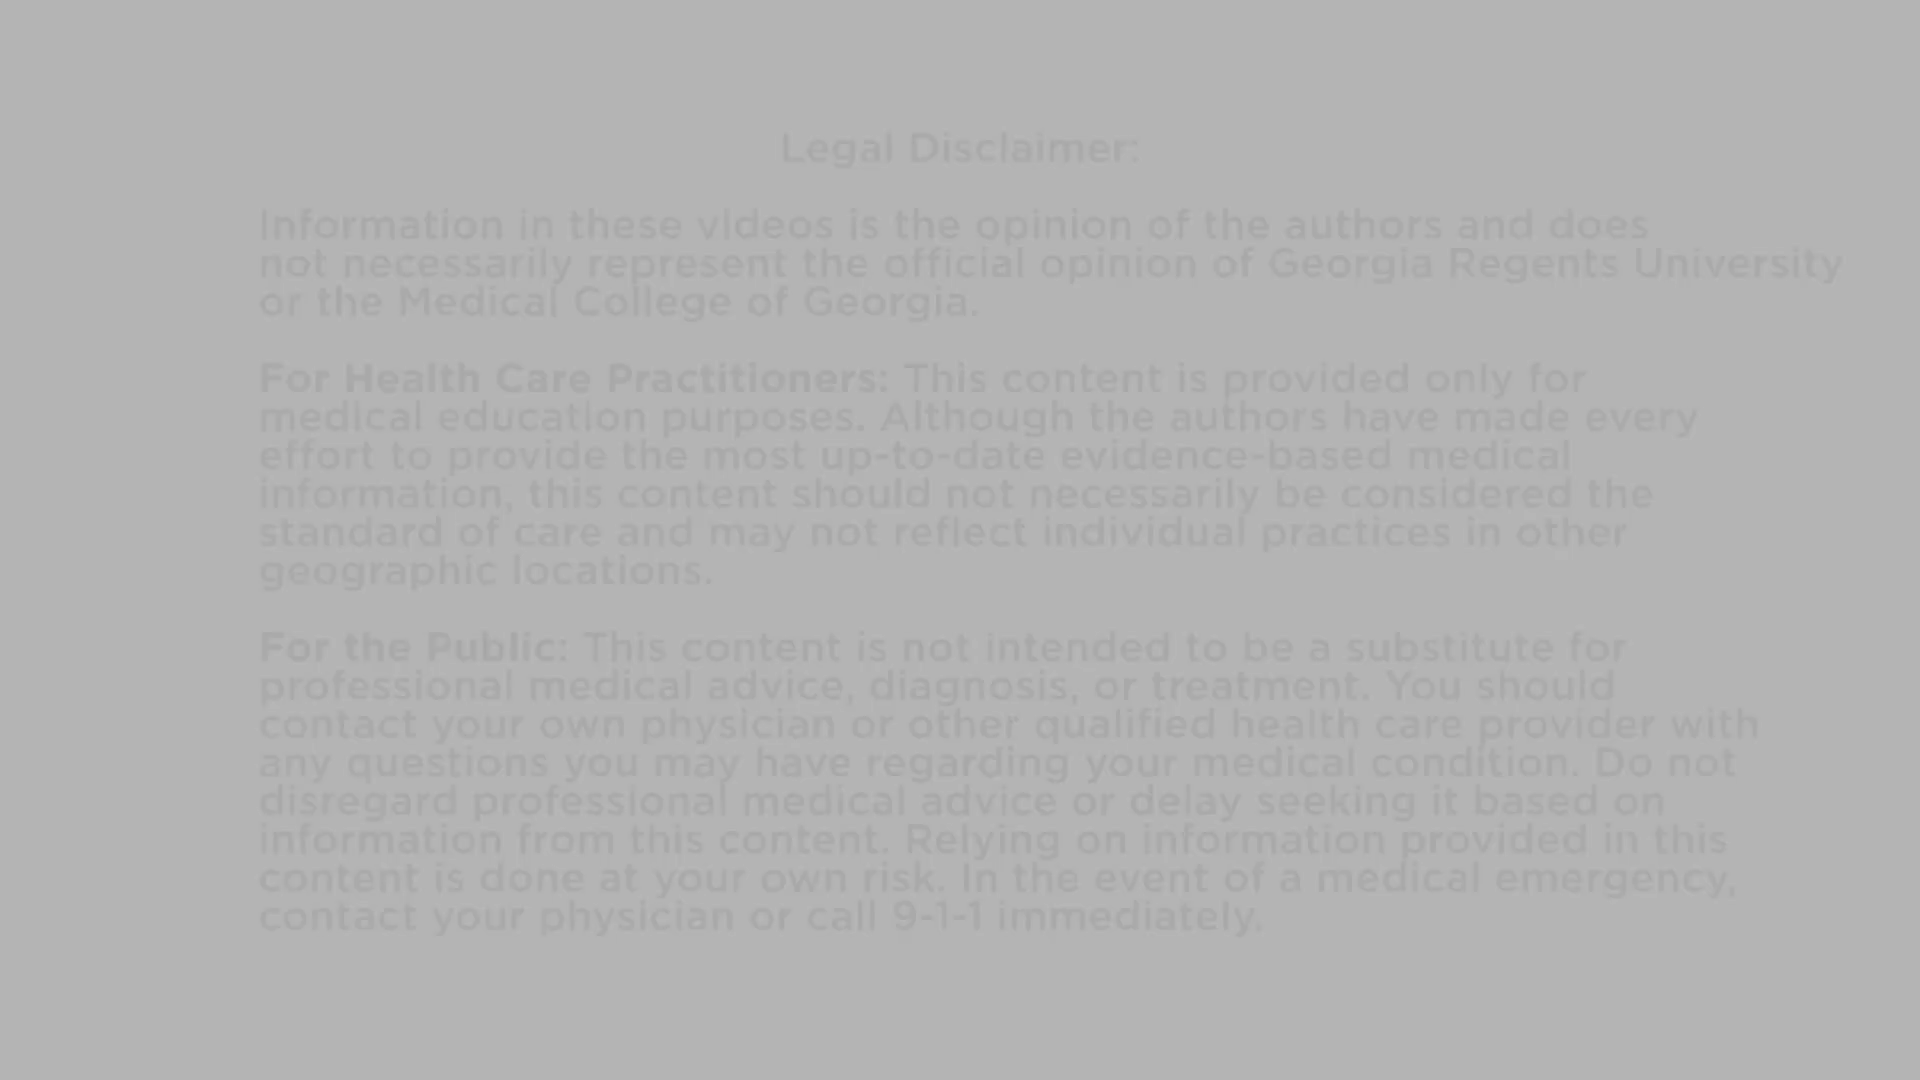 Legal Disclaimer:
Information in these videos is the opinion of the authors and does
not necessarily represent the official opinion of Georgia Regents University
or the Medical College of Georgia.
For Health Care Practitioners: This content is provided only for
medical education purposes. Although the authors have made every
effort to provide the most up-to-date evidence-based medical
information, this content should not necessarily be considered the
standard of care and may not reflect individual practices in other
geographic locations.
For the Public: This content is not intended to be a substitute for
professional medical advice, diagnosis, or treatment. You should
contact your own physician or other qualified health care provider with
any questions you may have regarding your medical condition. Do not
disregard professional medical advice or delay seeking it based on
information from this content. Relying on information provided in this
content is done at your own risk. In the event of a medical emergency,
contact your physician or call 9-1-1 immediately.